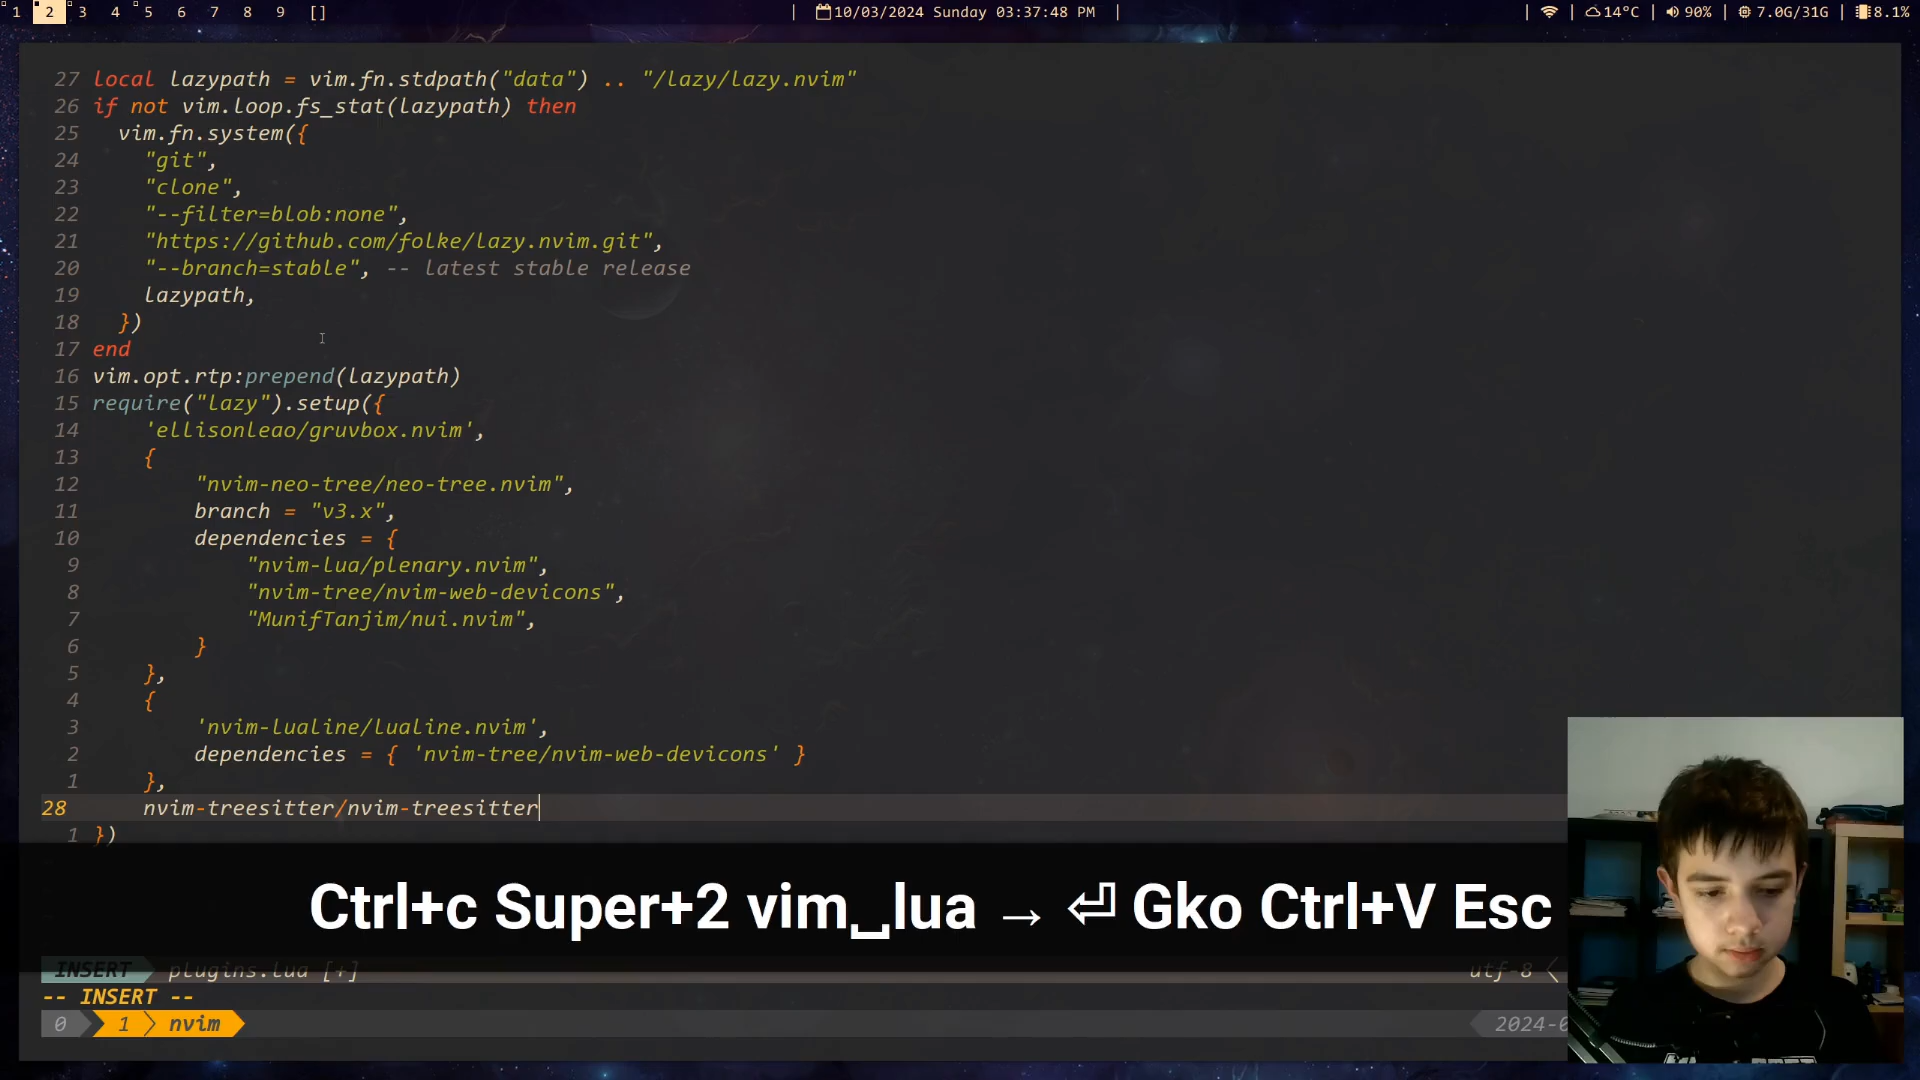 1 2 3 4 5 6 7 8 9 [] | 10/03/2024 Sunday 03:37:48 PM | | | 14°C | 90% | 7.0G/31G | 8.1%
27 local lazypath = vim.fn.stdpath("data") .. "/lazy/lazy.nvim"
26 if not vim.loop.fs_stat(lazypath) then
25 vim.fn.system({
24 "git",
23 "clone",
22 "--filter=blob:none",
21 "https://github.com/folke/lazy.nvim.git",
20 "--branch=stable", -- latest stable release
19 lazypath,
18 })
17 end
16 vim.opt.rtp:prepend(lazypath)
15 require("lazy").setup({
14 'ellisonleao/gruvbox.nvim',
13 {
12 "nvim-neo-tree/neo-tree.nvim",
11 branch = "v3.x",
10 dependencies = {
9 "nvim-lua/plenary.nvim",
8 "nvim-tree/nvim-web-devicons",
7 "MunifTanjim/nui.nvim",
6 }
5 },
4 {
3 'nvim-lualine/lualine.nvim',
2 dependencies = { 'nvim-tree/nvim-web-devicons' }
1 },
28 nvim-treesitter/nvim-treesitter
1 })
Ctrl+c Super+2 vim␣lua → ⏎ Gko Ctrl+V Esc
INSERT plugins.lua [+] utf-8
-- INSERT --
0 1 nvim 2024-0